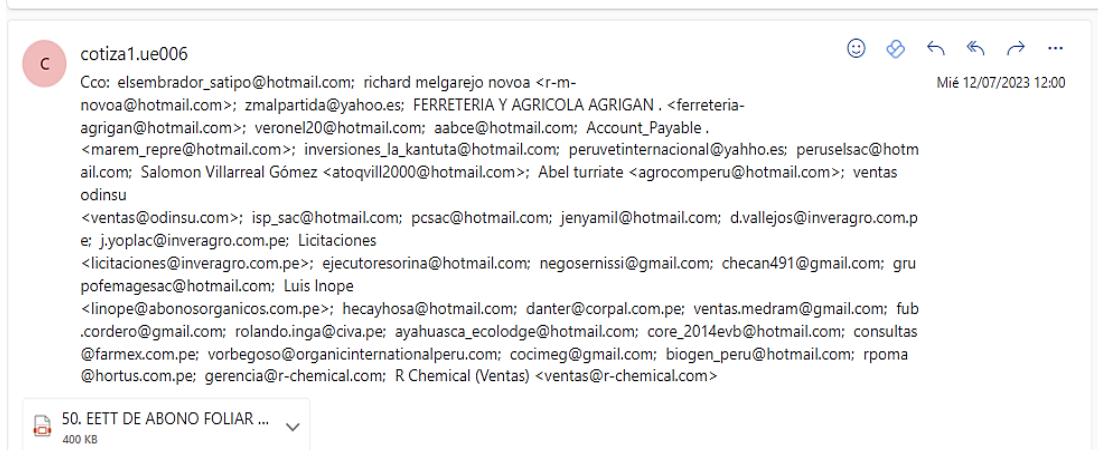 C
cotiza1.ue006
Cco: elsembrador_satipo@hotmail.com; richard melgarejo novoa <r-m-
Mié 12/07/2023 12:00
novoa@hotmail.com>; zmalpartida@yahoo.es; FERRETERIA Y AGRICOLA AGRIGAN . <ferreteria-
agrigan@hotmail.com>; veronel20@hotmail.com; aabce@hotmail.com; Account_Payable .
<marem_repre@hotmail.com>; inversiones_la_kantuta@hotmail.com; peruvetinternacional@yahho.es; peruselsac@hotm
ail.com; Salomon Villarreal Gómez <atoqvill2000@hotmail.com>; Abel turriate <agrocomperu@hotmail.com>; ventas
odinsu
<ventas@odinsu.com>; isp_sac@hotmail.com; pcsac@hotmail.com; jenyamil@hotmail.com; d.vallejos@inveragro.com.p
e; j.yoplac@inveragro.com.pe; Licitaciones
<licitaciones@inveragro.com.pe>; ejecutoresorina@hotmail.com; negosernissi@gmail.com; checan491@gmail.com; gru
pofemagesac@hotmail.com; Luis Inope
<linope@abonosorganicos.com.pe>; hecayhosa@hotmail.com; danter@corpal.com.pe; ventas.medram@gmail.com; fub
.cordero@gmail.com; rolando.inga@civa.pe; ayahuasca_ecolodge@hotmail.com; core_2014evb@hotmail.com; consultas
@farmex.com.pe; vorbegoso@organicinternationalperu.com; cocimeg@gmail.com; biogen_peru@hotmail.com; rpoma
@hortus.com.pe; gerencia@r-chemical.com; R Chemical (Ventas) <ventas@r-chemical.com>
50. EETT DE ABONO FOLIAR ...
400 KB